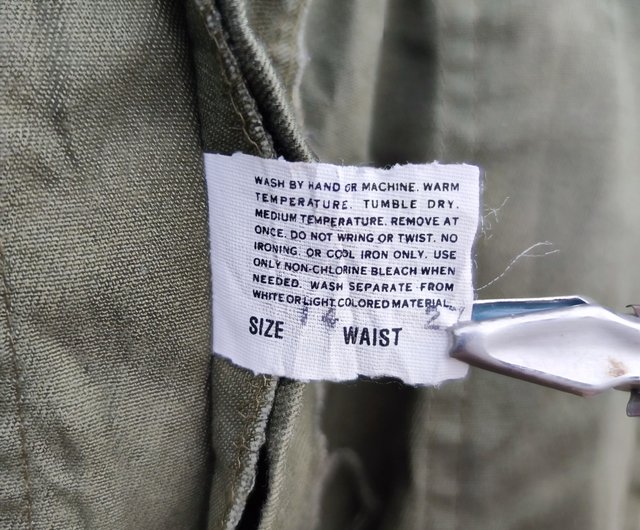 WASH BY HAND OR MACHINE. WARM
TEMPERATURE. TUMBLE DRY.
MEDIUM TEMPERATURE. REMOVE AT
ONCE. DO NOT WRING OR TWIST. NO
IRONING. OR COOL IRON ONLY. USE
ONLY NON-CHLORINE BLEACH WHEN
NEEDED. WASH SEPARATE FROM
WHITE OR LIGHT COLORED MATERIAL.
SIZE 14 WAIST